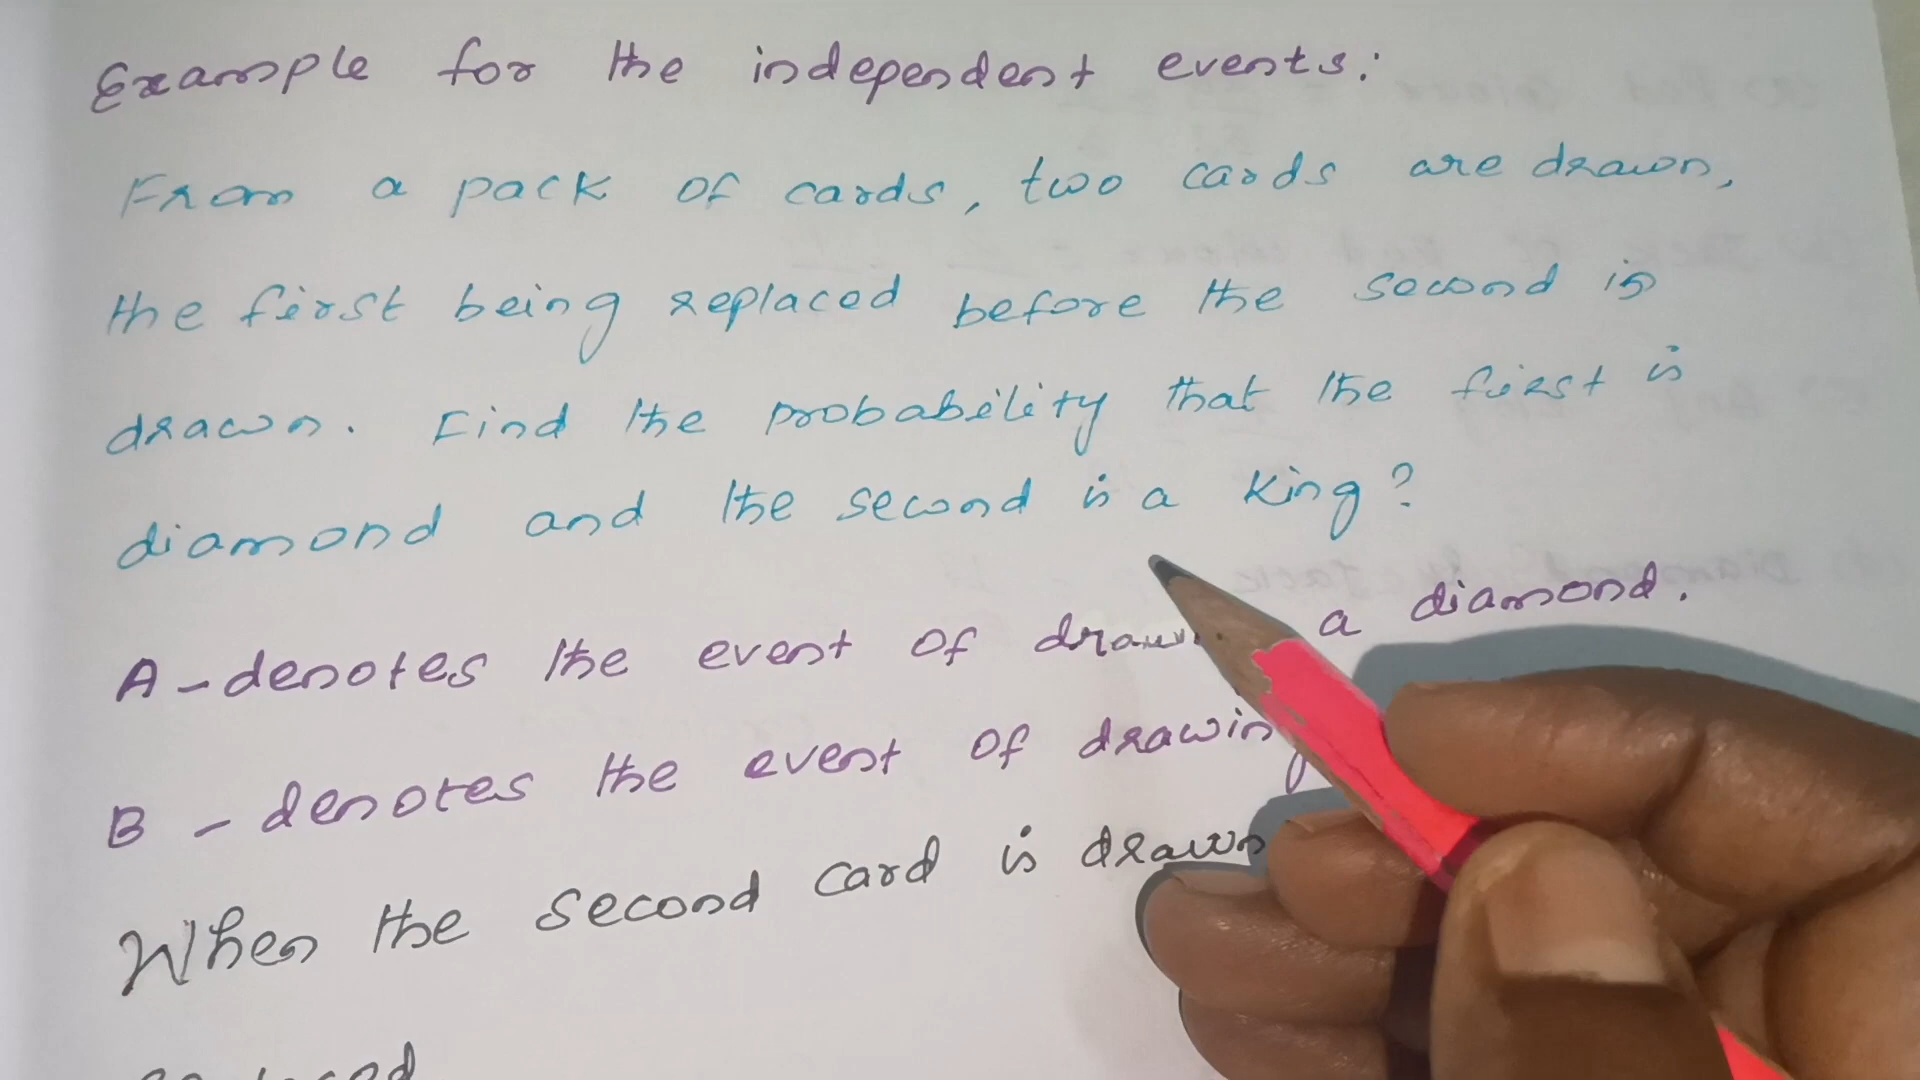 Example for the independent events:
From a pack of cards, two cards are drawn,
the first being replaced before the second is
drawn. Find the probability that the first is
diamond and the second is a King?
A - denotes the event of a diamond.
B - denotes the event of drawing
When the second card is drawn